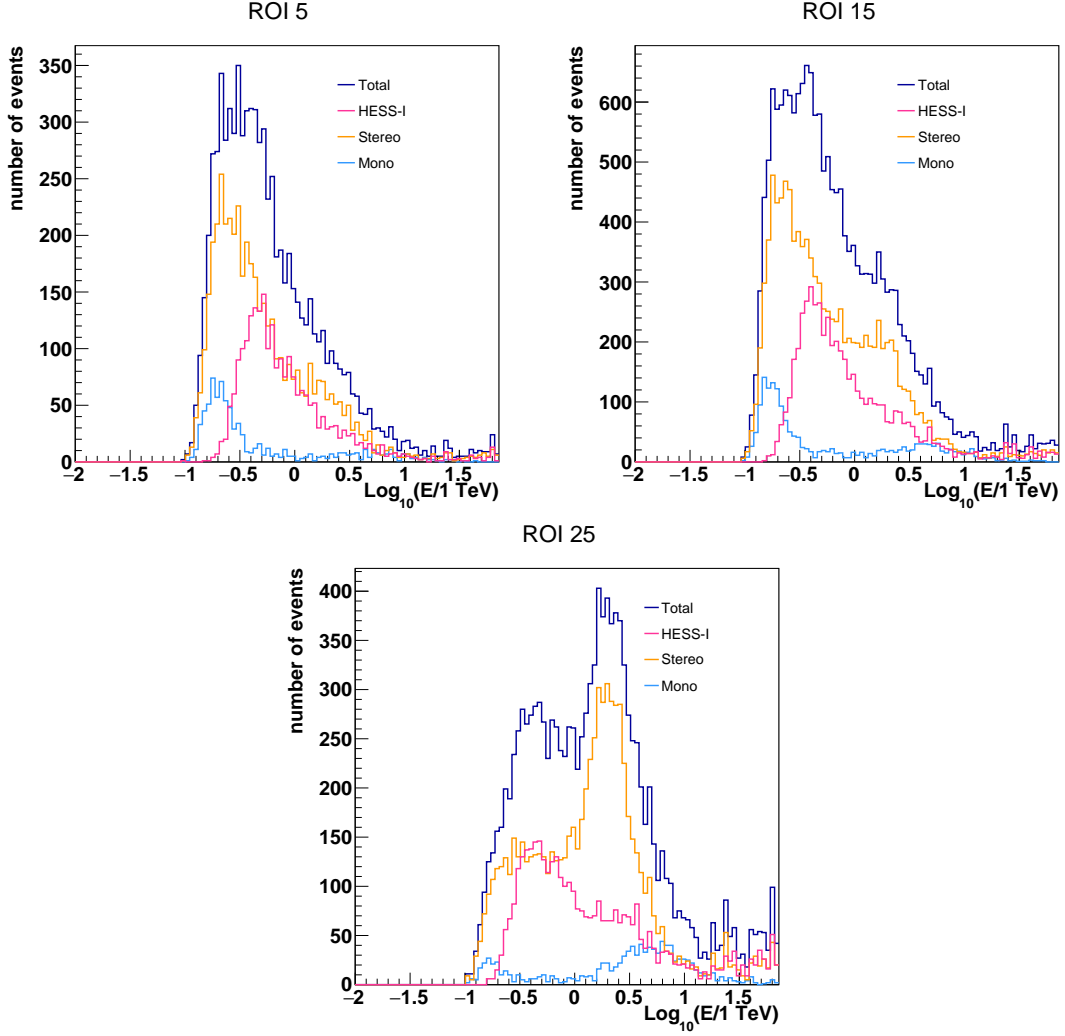 ROI 5
number of events
350
300
250
200
150
100
50
0
Total
HESS-I
Stereo
Mono
−2 −1.5 −1 −0.5 0 0.5 1 1.5
Log10(E/1 TeV)
ROI 15
number of events
600
500
400
300
200
100
0
Total
HESS-I
Stereo
Mono
−2 −1.5 −1 −0.5 0 0.5 1 1.5
Log10(E/1 TeV)
ROI 25
number of events
400
350
300
250
200
150
100
50
0
Total
HESS-I
Stereo
Mono
−2 −1.5 −1 −0.5 0 0.5 1 1.5
Log10(E/1 TeV)